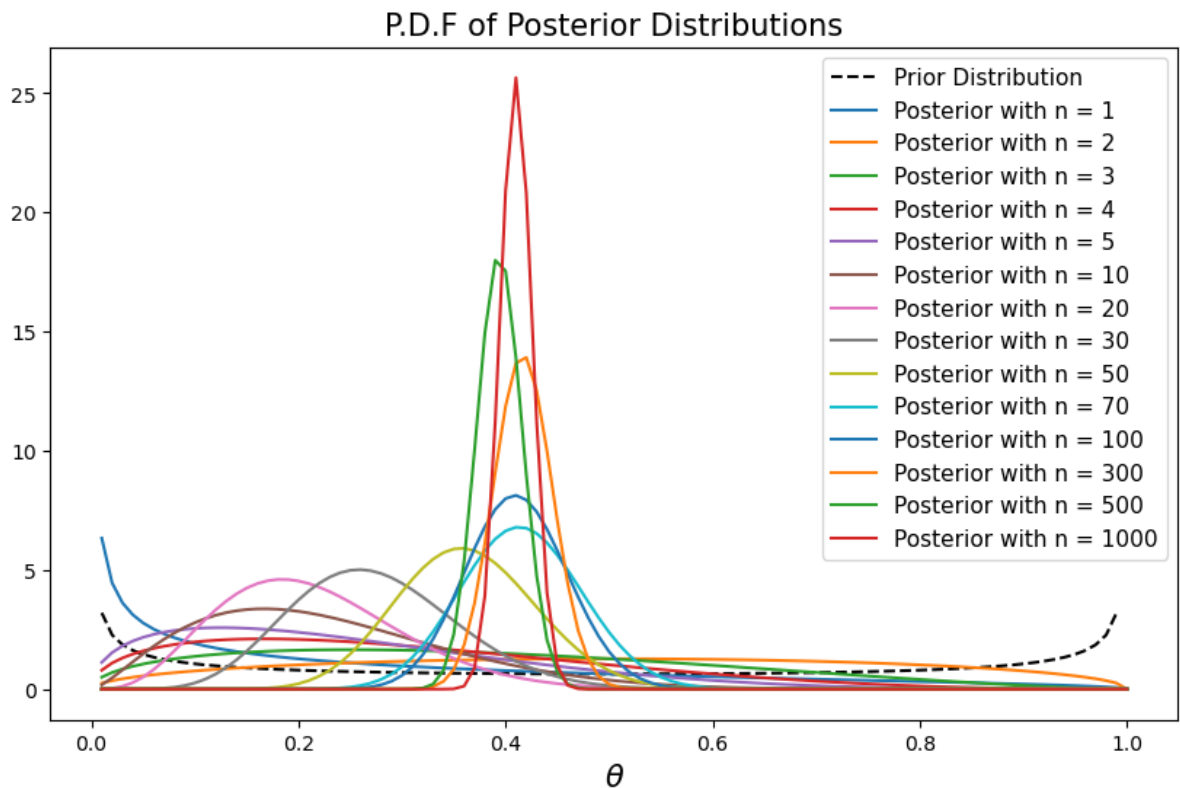 P.D.F of Posterior Distributions
25
20
15
10
5
0
0.0 0.2 0.4 0.6 0.8 1.0
θ
Prior Distribution
Posterior with n = 1
Posterior with n = 2
Posterior with n = 3
Posterior with n = 4
Posterior with n = 5
Posterior with n = 10
Posterior with n = 20
Posterior with n = 30
Posterior with n = 50
Posterior with n = 70
Posterior with n = 100
Posterior with n = 300
Posterior with n = 500
Posterior with n = 1000